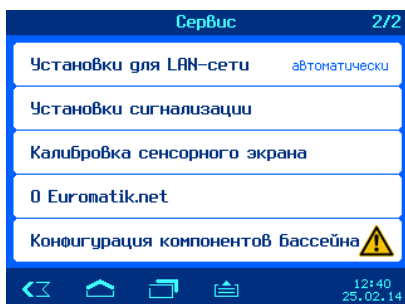 Сервис 2/2
Установки для LAN-сети автоматически
Установки сигнализации
Калибровка сенсорного экрана
О Euromatik.net
Конфигурация компонентов бассейна
12:40
25.02.14